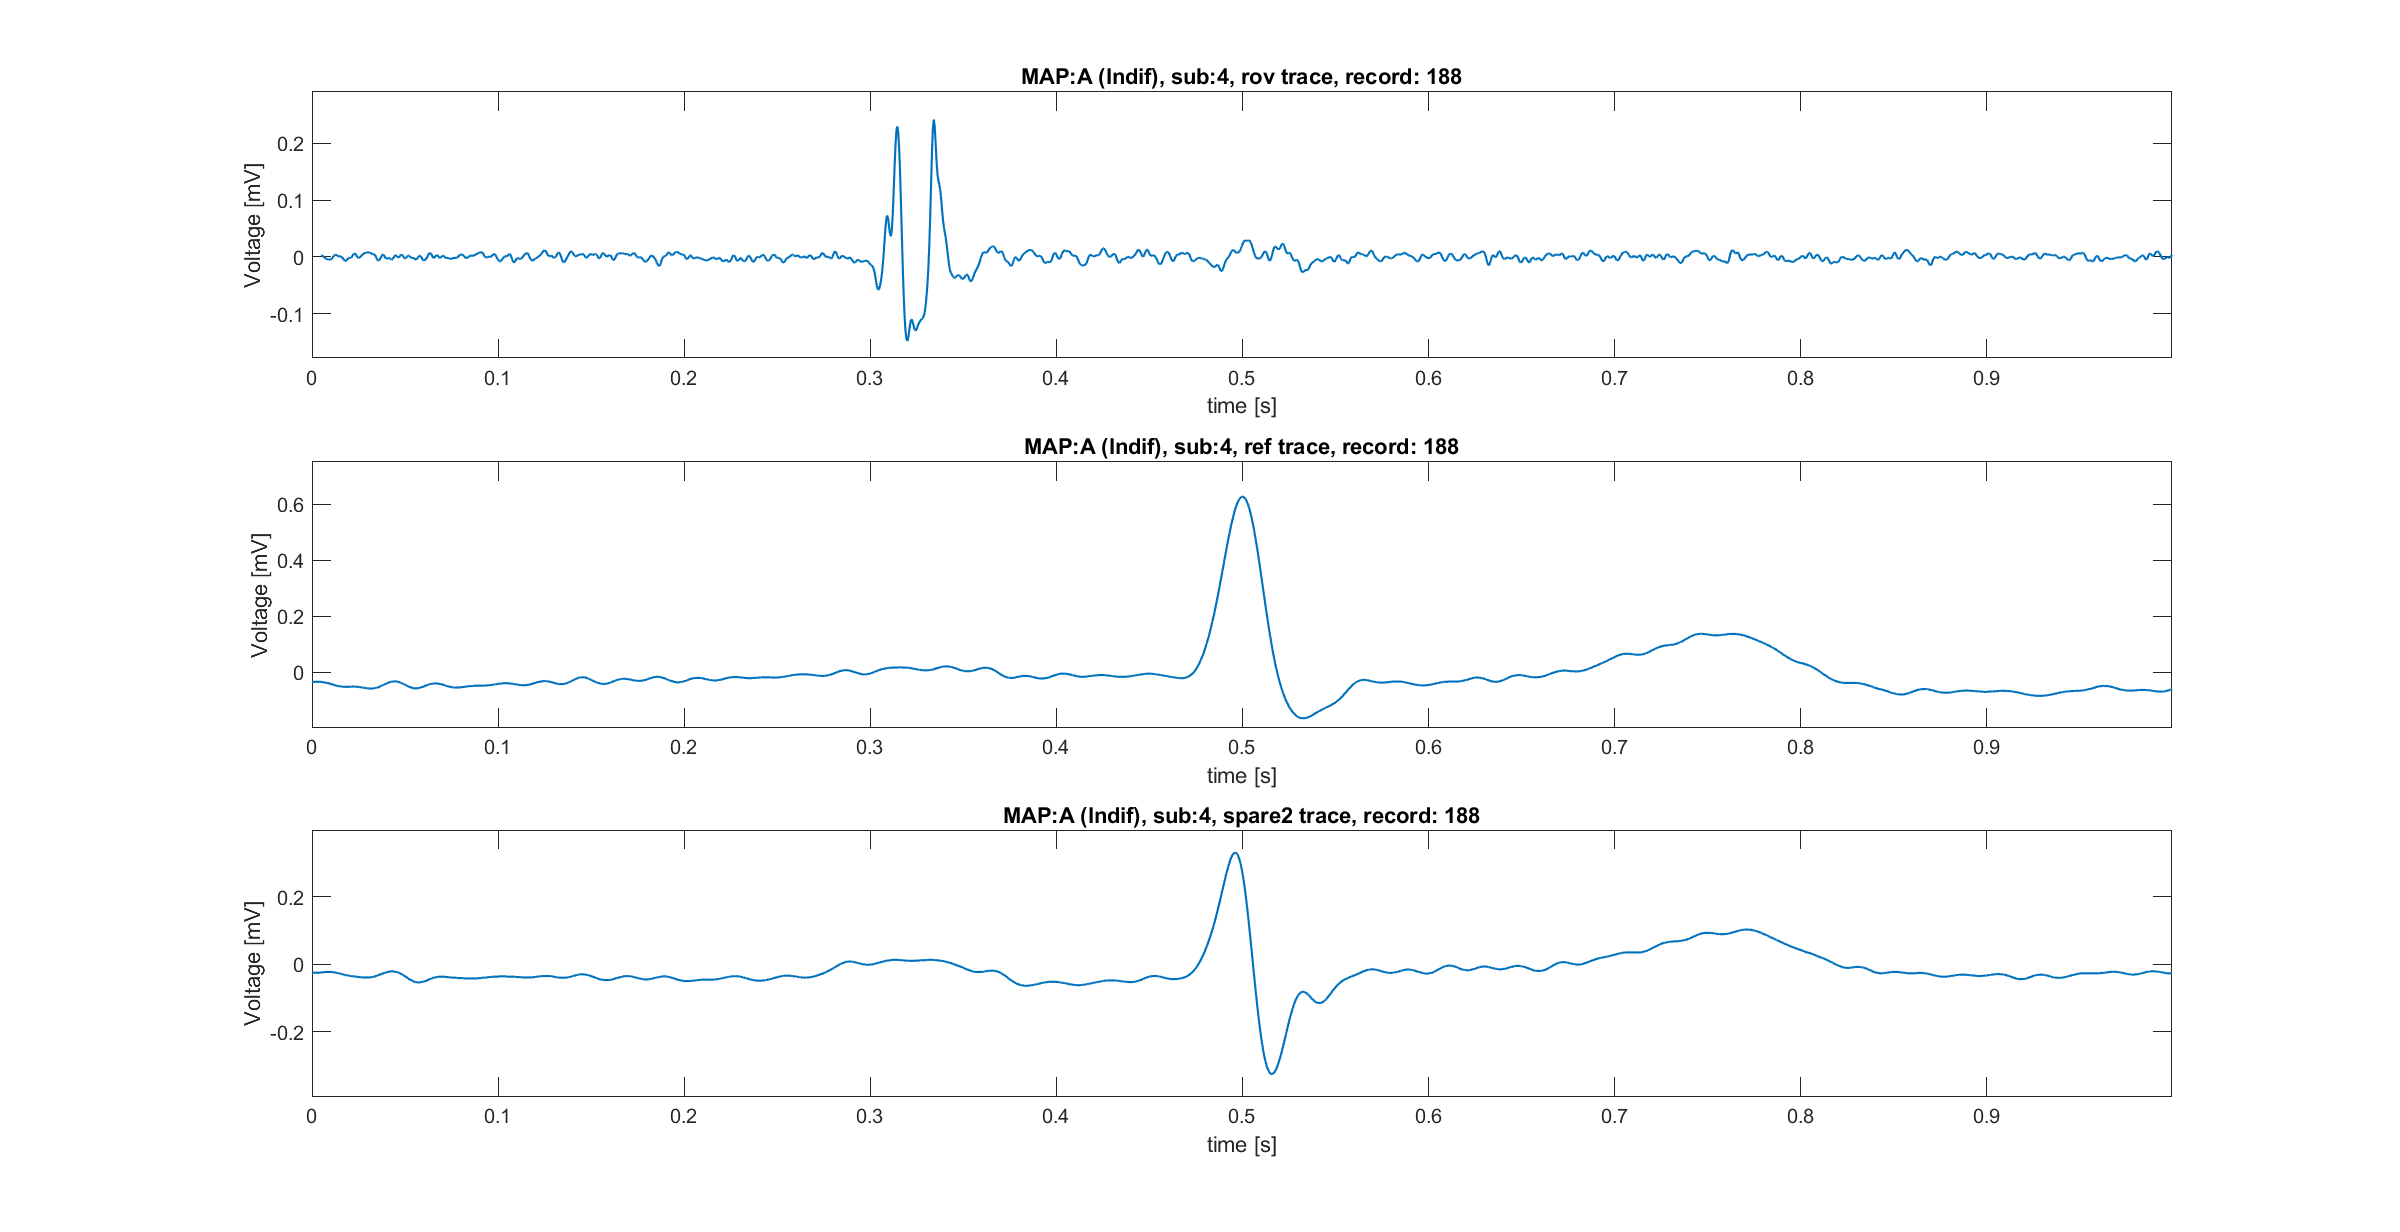 MAP:A (Indif), sub:4, rov trace, record: 188
Voltage [mV]
0.2
0.1
0
-0.1
0 0.1 0.2 0.3 0.4 0.5 0.6 0.7 0.8 0.9
time [s]
MAP:A (Indif), sub:4, ref trace, record: 188
Voltage [mV]
0.6
0.4
0.2
0
0 0.1 0.2 0.3 0.4 0.5 0.6 0.7 0.8 0.9
time [s]
MAP:A (Indif), sub:4, spare2 trace, record: 188
Voltage [mV]
0.2
0
-0.2
0 0.1 0.2 0.3 0.4 0.5 0.6 0.7 0.8 0.9
time [s]